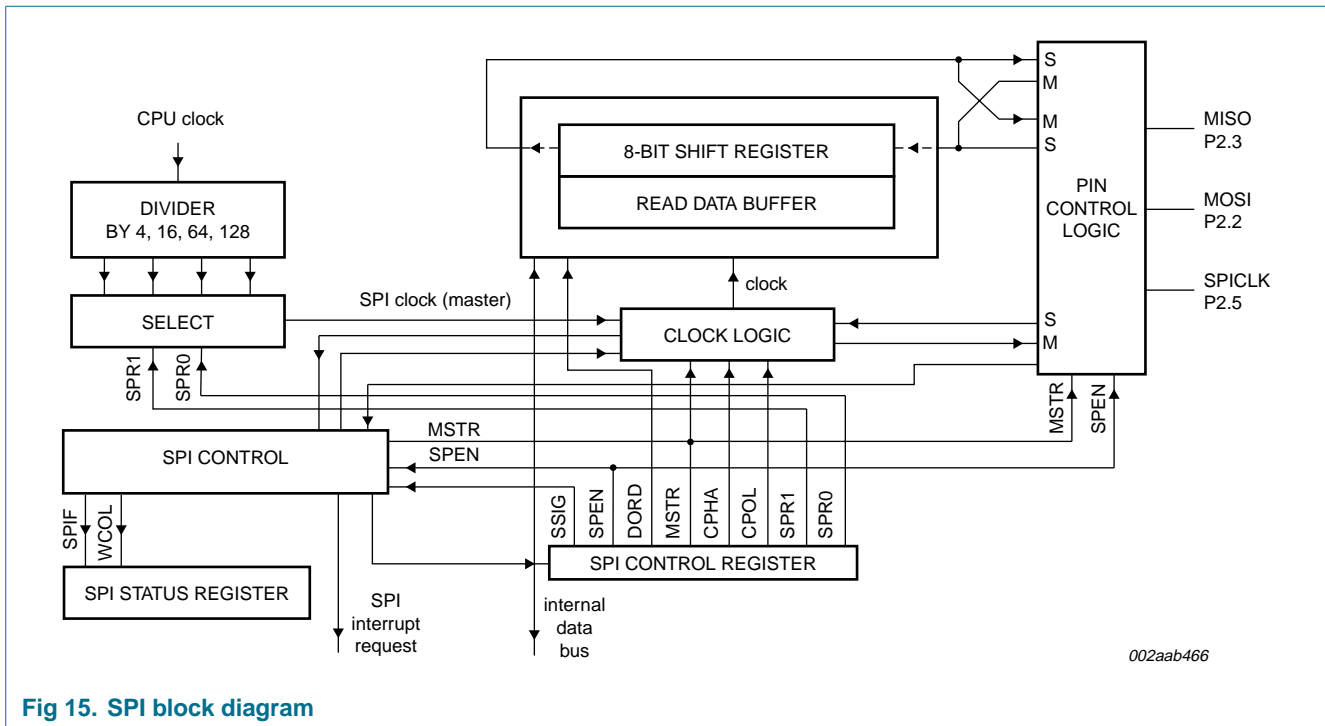 CPU clock
DIVIDER
BY 4, 16, 64, 128
SELECT
SPR1
SPR0
SPI clock (master)
8-BIT SHIFT REGISTER
READ DATA BUFFER
clock
CLOCK LOGIC
S
M
M
S
PIN
CONTROL
LOGIC
S
M
MISO
P2.3
MOSI
P2.2
SPICLK
P2.5
MSTR
SPEN
SPI CONTROL
MSTR
SPEN
SPIF
WCOL
SPI STATUS REGISTER
SSIG
SPEN
DORD
MSTR
CPHA
CPOL
SPR1
SPR0
SPI CONTROL REGISTER
SPI
interrupt
request
internal
data
bus
002aab466
Fig 15. SPI block diagram